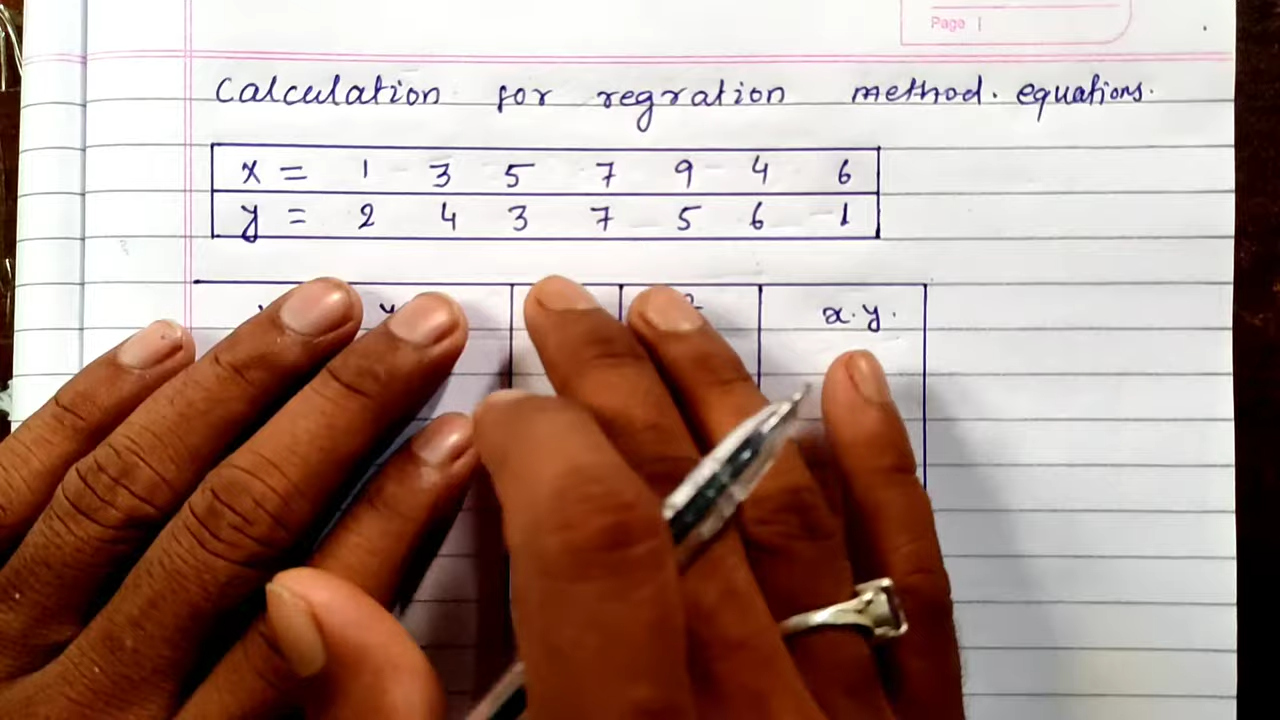 Page
Calculation for regration method. equations.
x = 1 3 5 7 9 4 6
y = 2 4 3 7 5 6 1
x.y.